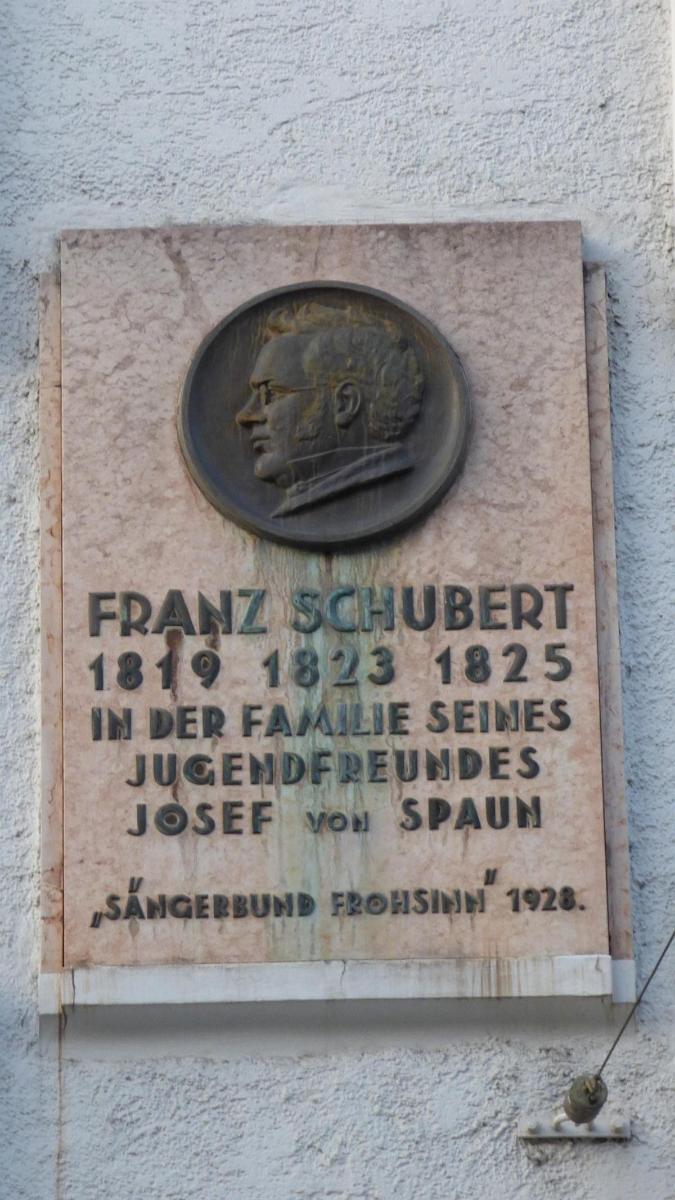 FRANZ SCHUBERT
1819 1823 1825
IN DER FAMILIE SEINES
JUGENDFREUNDES
JOSEF VON SPAUN
„SÄNGERBUND FROHSINN" 1928.